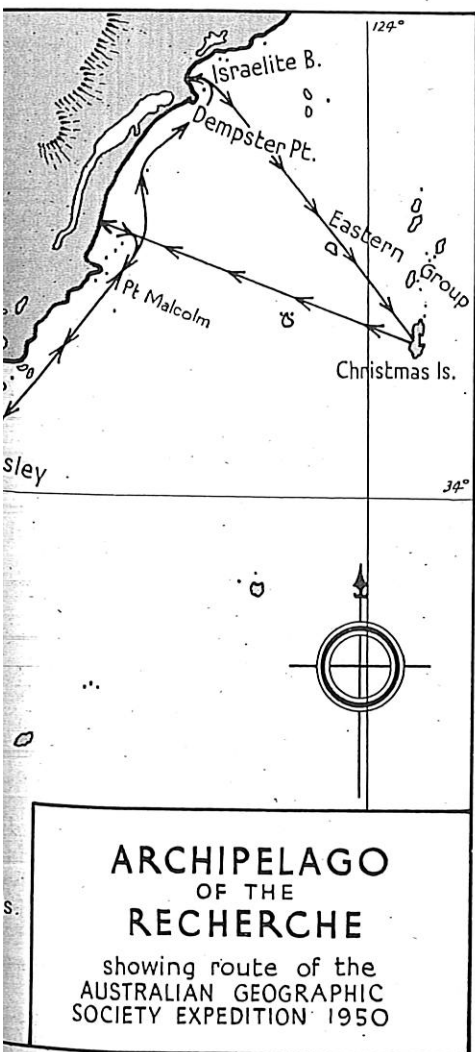 124°
Israelite B.
Dempster Pt.
Eastern Group
Pt Malcolm
Christmas Is.
sley
34°
S.
ARCHIPELAGO
OF THE
RECHERCHE
showing route of the
AUSTRALIAN GEOGRAPHIC
SOCIETY EXPEDITION 1950